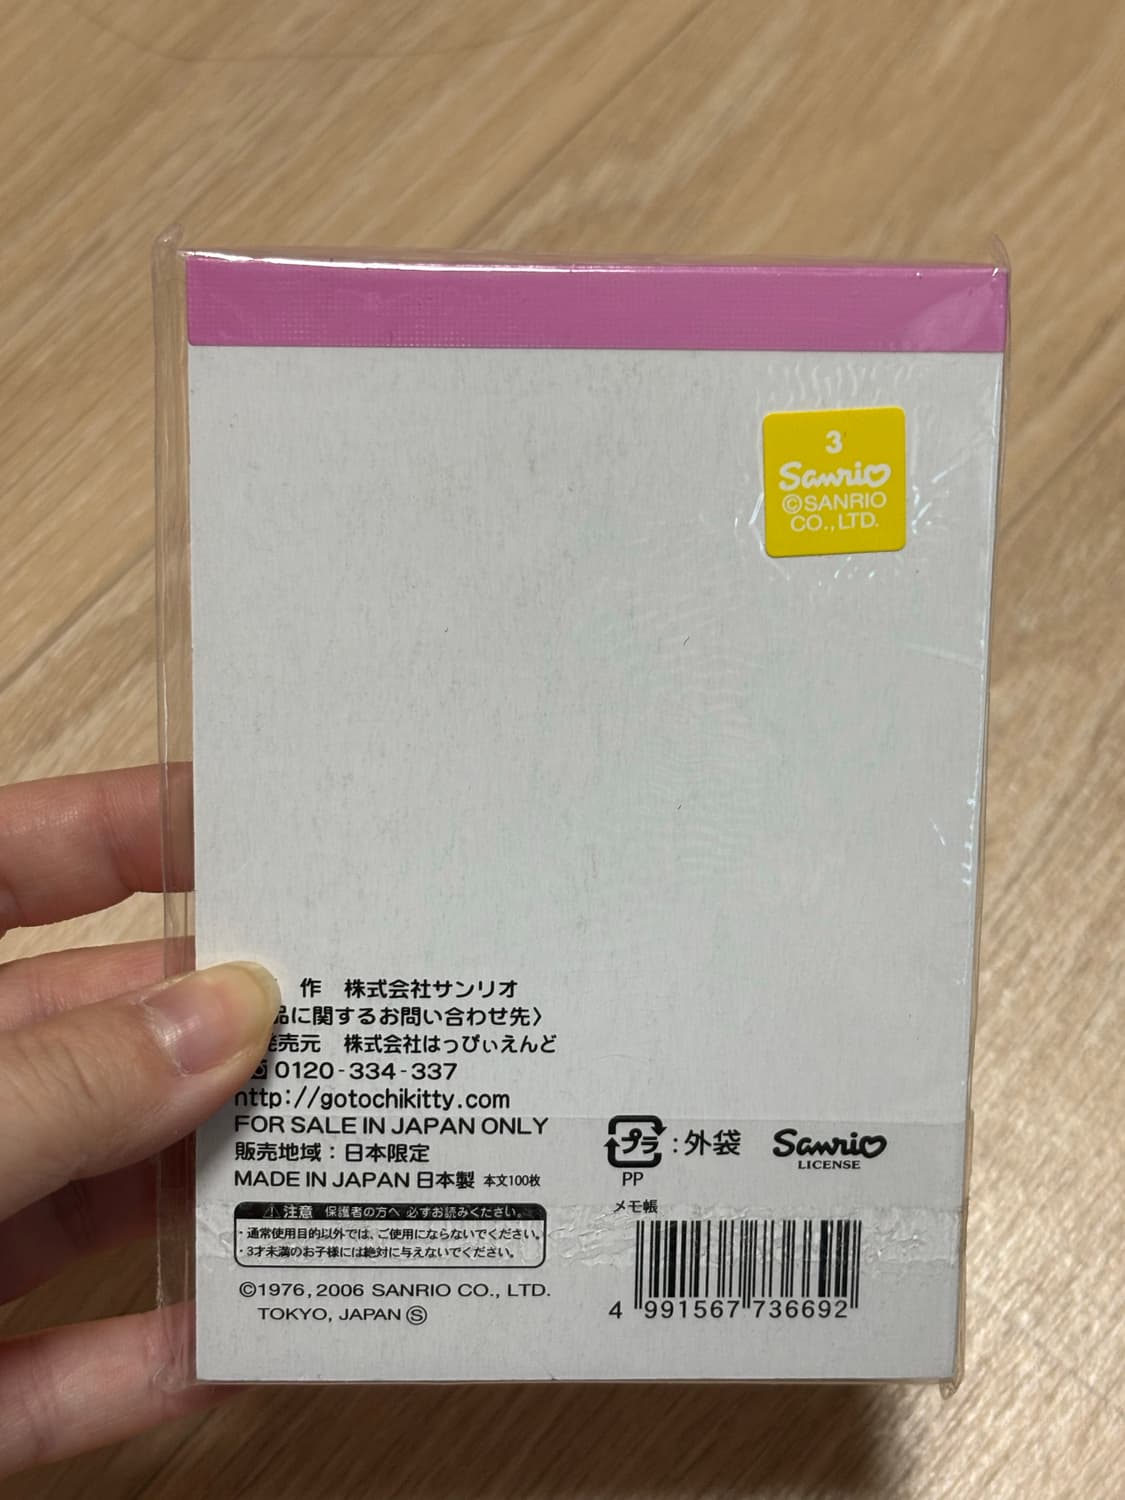 3
Sanrio
©SANRIO
CO., LTD.
作 株式会社サンリオ
品に関するお問い合わせ先〉
発売元 株式会社はっぴぃえんど
0120-334-337
http://gotochikitty.com
FOR SALE IN JAPAN ONLY
販売地域：日本限定
MADE IN JAPAN 日本製 本文100枚
⚠注意 保護者の方へ 必ずお読みください。
・通常使用目的以外では、ご使用にならないでください。
・3才未満のお子様には絶対に与えないでください。
©1976, 2006 SANRIO CO., LTD.
TOKYO, JAPAN Ⓢ
プラ：外袋
PP
Sanrio
LICENSE
メモ帳
4 991567 736692